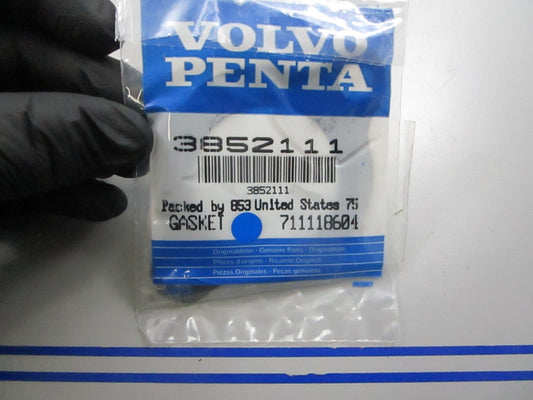 VOLVO
PENTA
3852111
3852111
Packed by 853 United States 75
GASKET 711118604
Originaldelar - Genuine Parts - Originalteile
Pièces d'origine - Ricambi Originali
Piezas Originales - Peças genuínas